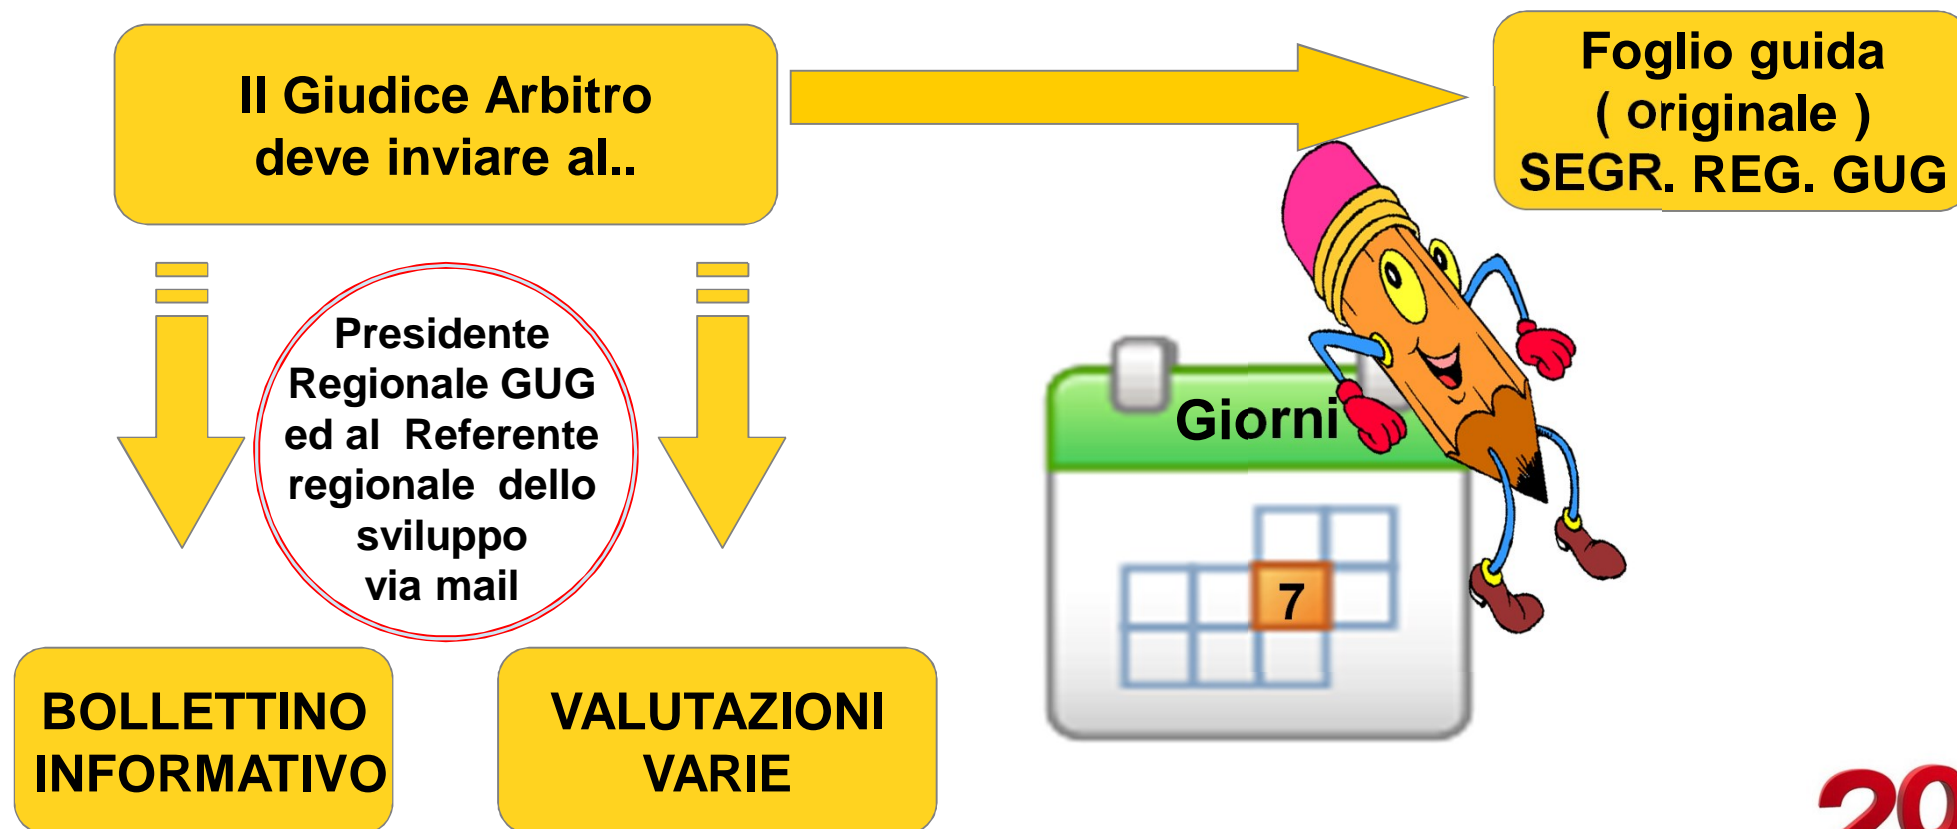 Il Giudice Arbitro
deve inviare al..
Foglio guida
( originale )
SEGR. REG. GUG
Presidente
Regionale GUG
ed al Referente
regionale dello
sviluppo
via mail
Giorni
7
BOLLETTINO
INFORMATIVO
VALUTAZIONI
VARIE